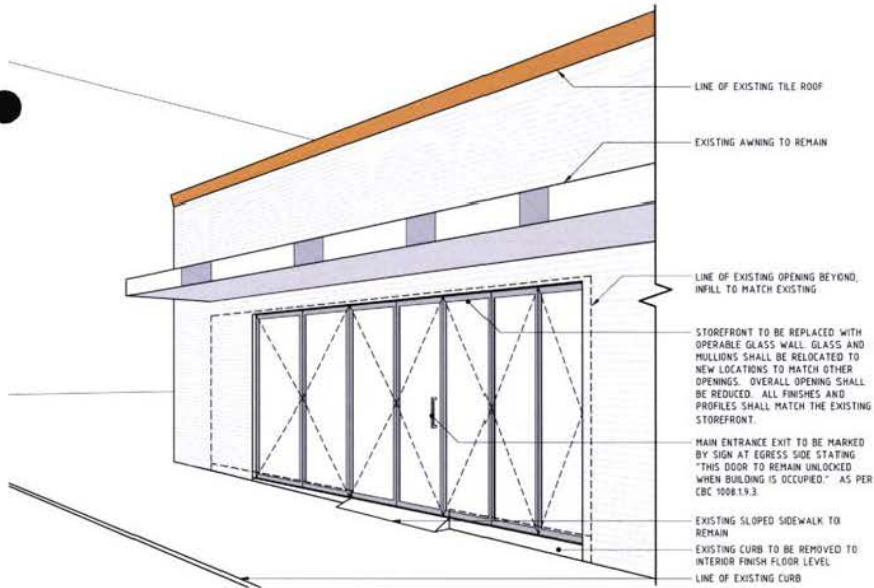 LINE OF EXISTING TILE ROOF
EXISTING AWNING TO REMAIN
LINE OF EXISTING OPENING BEYOND,
INFILL TO MATCH EXISTING
STOREFRONT TO BE REPLACED WITH
OPERABLE GLASS WALL. GLASS AND
MULLIONS SHALL BE RELOCATED TO
NEW LOCATIONS TO MATCH OTHER
OPENINGS. OVERALL OPENING SHALL
BE REDUCED. ALL FINISHES AND
PROFILES SHALL MATCH THE EXISTING
STOREFRONT.
MAIN ENTRANCE EXIT TO BE MARKED
BY SIGN AT EGRESS SIDE STATING
"THIS DOOR TO REMAIN UNLOCKED
WHEN BUILDING IS OCCUPIED." AS PER
CBC 1008.1.9.3.
EXISTING SLOPED SIDEWALK TO
REMAIN
EXISTING CURB TO BE REMOVED TO
INTERIOR FINISH FLOOR LEVEL
LINE OF EXISTING CURB